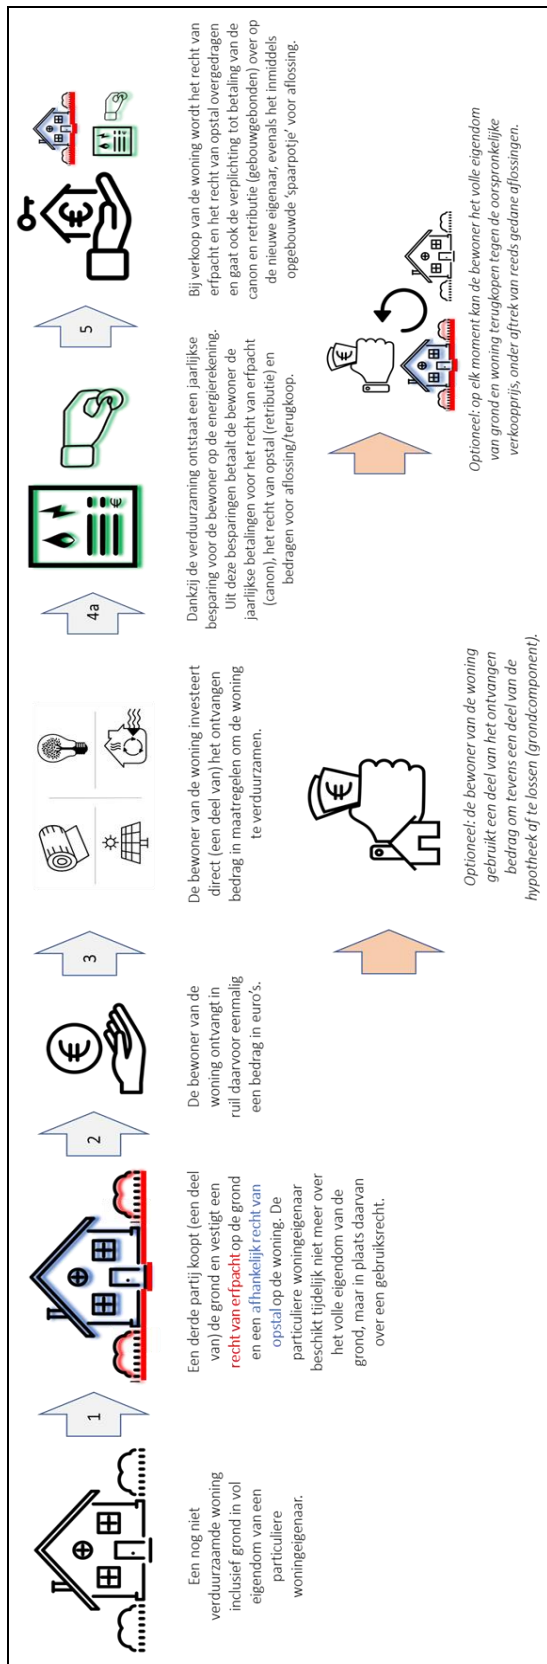 Een nog niet
verduurzaamde woning
inclusief grond in vol
eigendom van een
particuliere
woningeigenaar.
1
Een derde partij koopt (een deel
van) de grond en vestigt een
recht van erfpacht op de grond
en een afhankelijk recht van
opstal op de woning. De
particuliere woningeigenaar
beschikt tijdelijk niet meer over
het volle eigendom van de
grond, maar in plaats daarvan
over een gebruiksrecht.
2
€
De bewoner van de
woning ontvangt in
ruil daarvoor eenmalig
een bedrag in euro's.
3
De bewoner van de woning investeert
direct (een deel van) het ontvangen
bedrag in maatregelen om de woning
te verduurzamen.
€
Optioneel: de bewoner van de woning
gebruikt een deel van het ontvangen
bedrag om tevens een deel van de
hypotheek af te lossen (grondcomponent).
4a
€
Dankzij de verduurzaming ontstaat een jaarlijkse
besparing voor de bewoner op de energierekening.
Uit deze besparingen betaalt de bewoner de
jaarlijkse betalingen voor het recht van erfpacht
(canon), het recht van opstal (retributie) en
bedragen voor aflossing/terugkoop.
5
€
Bij verkoop van de woning wordt het recht van
erfpacht en het recht van opstal overgedragen
en gaat ook de verplichting tot betaling van de
canon en retributie (gebouwgebonden) over op
de nieuwe eigenaar, evenals het inmiddels
opgebouwde 'spaarpotje' voor aflossing.
€
Optioneel: op elk moment kan de bewoner het volle eigendom
van grond en woning terugkopen tegen de oorspronkelijke
verkoopprijs, onder aftrek van reeds gedane aflossingen.